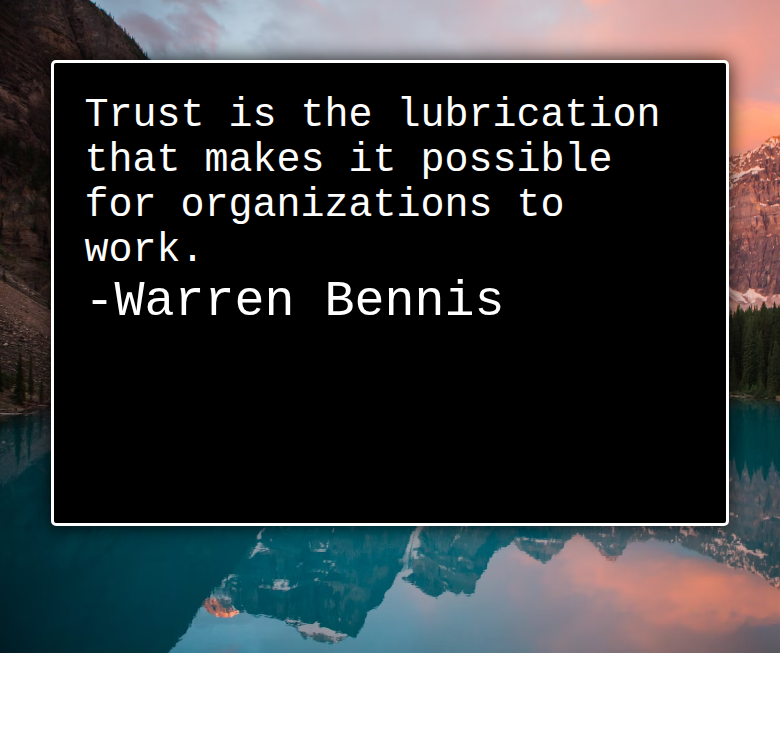 Trust is the lubrication
that makes it possible
for organizations to
work.
-Warren Bennis